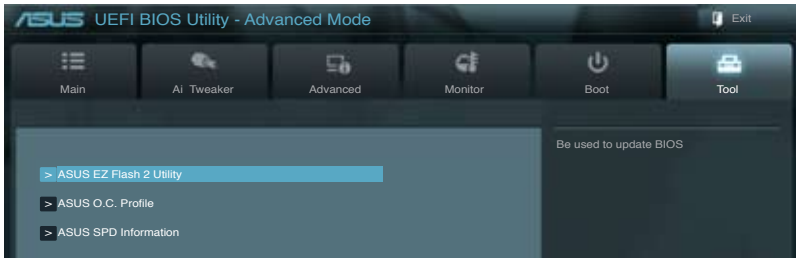 ASUS UEFI BIOS Utility - Advanced Mode
Exit
Main
Ai Tweaker
Advanced
Monitor
Boot
Tool
Be used to update BIOS
> ASUS EZ Flash 2 Utility
> ASUS O.C. Profile
> ASUS SPD Information